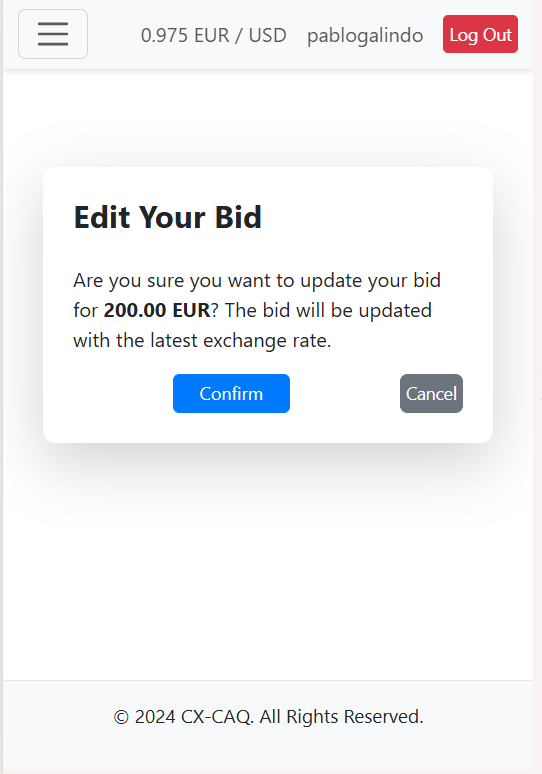 0.975 EUR / USD pablogalindo Log Out
Edit Your Bid
Are you sure you want to update your bid
for 200.00 EUR? The bid will be updated
with the latest exchange rate.
Confirm Cancel
© 2024 CX-CAQ. All Rights Reserved.